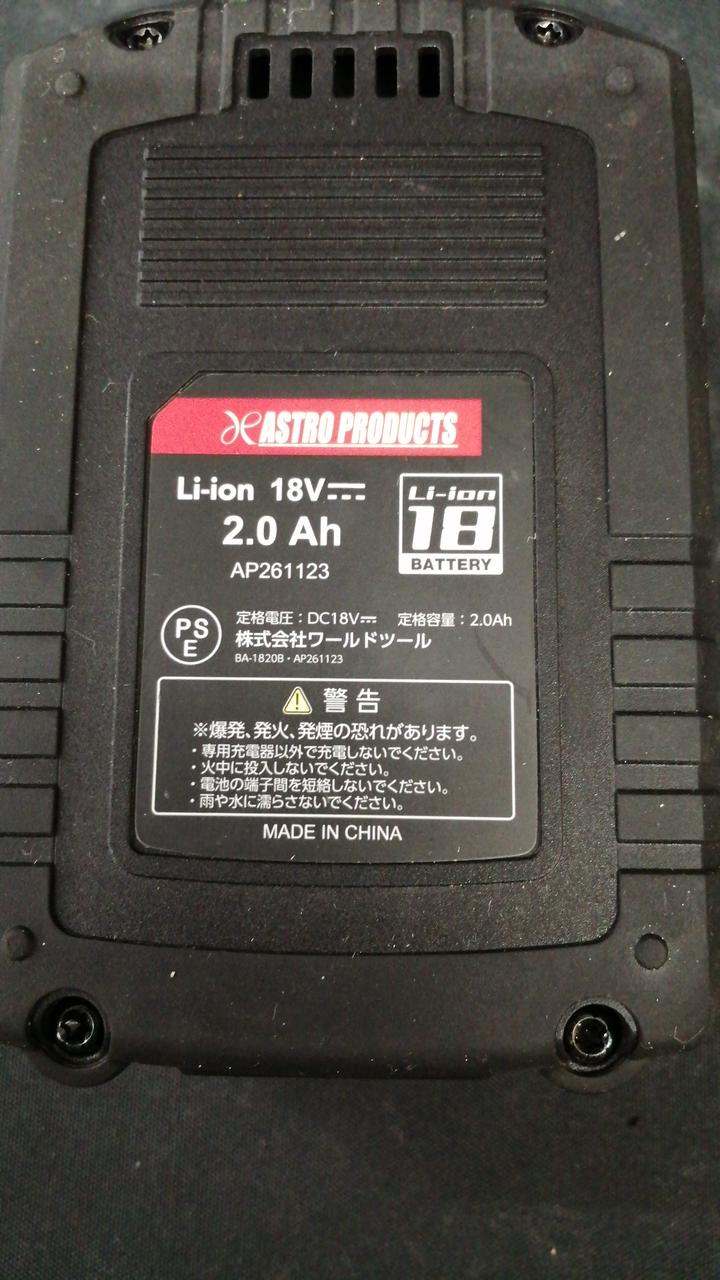 ASTRO PRODUCTS
Li-ion 18V
2.0 Ah
AP261123
Li-ion
18
BATTERY
PS
E
定格電圧：DC18V 定格容量：2.0Ah
株式会社ワールドツール
BA-1820B・AP261123
警告
※爆発、発火、発煙の恐れがあります。
・専用充電器以外で充電しないでください。
・火中に投入しないでください。
・電池の端子間を短絡しないでください。
・雨や水に濡らさないでください。
MADE IN CHINA